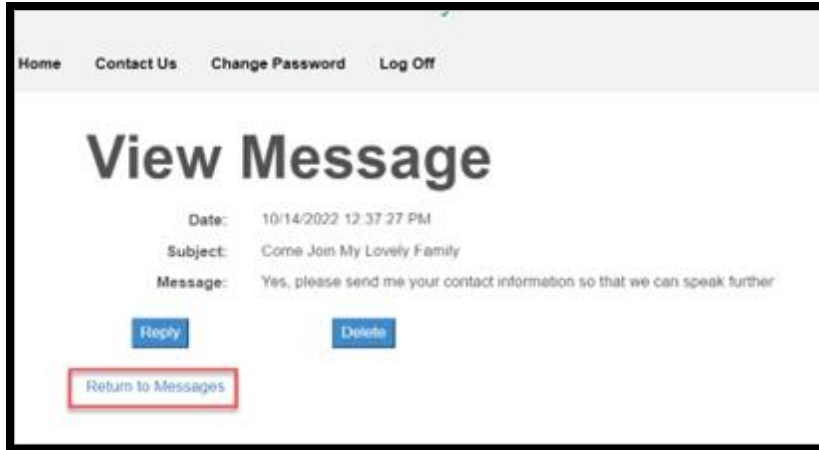 Home Contact Us Change Password Log Off
View Message
Date: 10/14/2022 12:37:27 PM
Subject: Come Join My Lovely Family
Message: Yes, please send me your contact information so that we can speak further
Reply Delete
Return to Messages